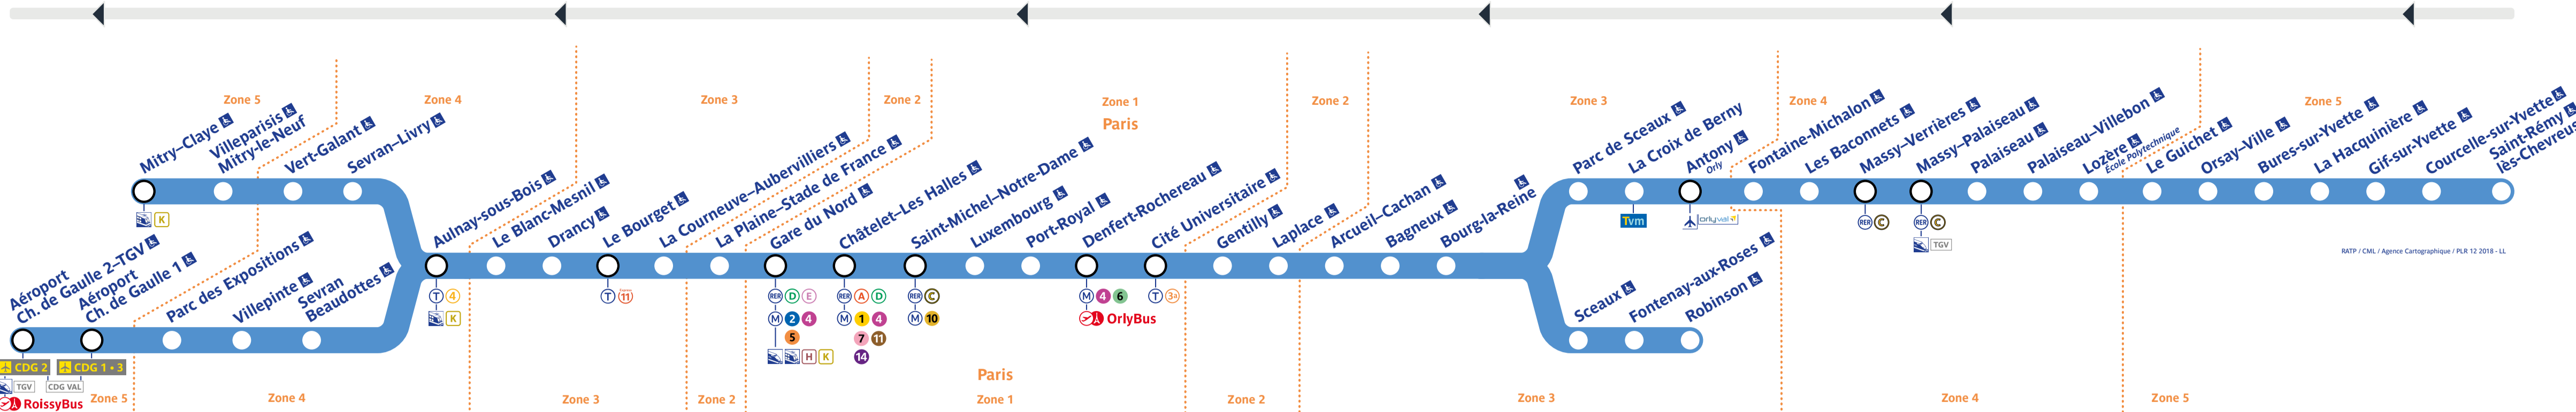 Zone 5
Zone 4
Zone 3
Zone 2
Zone 1
Paris
Zone 2
Zone 3
Zone 4
Zone 5
Mitry–Claye
Villeparisis
Mitry-le-Neuf
Vert-Galant
Sevran–Livry
K
Aéroport
Ch. de Gaulle 2–TGV
Aéroport
Ch. de Gaulle 1
Parc des Expositions
Villepinte
Sevran
Beaudottes
CDG 2
CDG 1 • 3
TGV
CDG VAL
RoissyBus
Aulnay-sous-Bois
T 4
K
Le Blanc-Mesnil
Drancy
Le Bourget
T 11
La Courneuve–Aubervilliers
La Plaine–Stade de France
Gare du Nord
RER D E
M 2 4
5
H K
Châtelet–Les Halles
RER A D
M 1 4
7 11
14
Saint-Michel–Notre-Dame
RER C
M 10
Luxembourg
Port-Royal
Denfert-Rochereau
M 4 6
OrlyBus
Cité Universitaire
T 3a
Gentilly
Laplace
Arcueil–Cachan
Bagneux
Bourg-la-Reine
Parc de Sceaux
La Croix de Berny
Tvm
Antony
Orly
orlyval
Fontaine-Michalon
Les Baconnets
Massy–Verrières
RER C
Massy–Palaiseau
RER C
TGV
Palaiseau
Palaiseau–Villebon
Lozère
École Polytechnique
Le Guichet
Orsay–Ville
Bures-sur-Yvette
La Hacquinière
Gif-sur-Yvette
Courcelle-sur-Yvette
Saint-Rémy
lès-Chevreus
Sceaux
Fontenay-aux-Roses
Robinson
RATP / CML / Agence Cartographique / PLR 12 2018 - LL
Zone 5
Zone 4
Zone 3
Zone 2
Paris
Zone 1
Zone 2
Zone 3
Zone 4
Zone 5